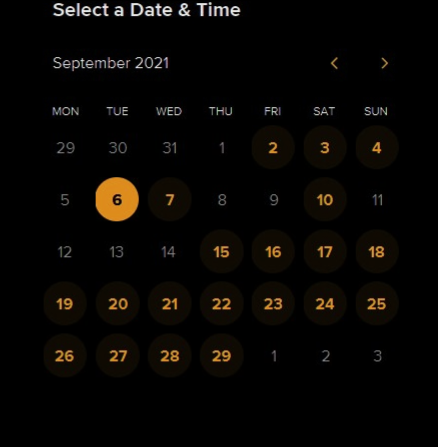 Select a Date & Time
September 2021
MON TUE WED THU FRI SAT SUN
29 30 31 1 2 3 4
5 6 7 8 9 10 11
12 13 14 15 16 17 18
19 20 21 22 23 24 25
26 27 28 29 1 2 3